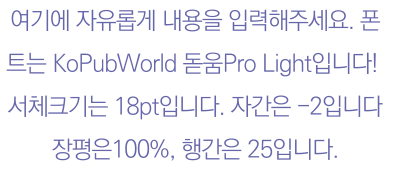 여기에 자유롭게 내용을 입력해주세요. 폰
트는 KoPubWorld 돋움Pro Light입니다!
서체크기는 18pt입니다. 자간은 -2입니다
장평은100%, 행간은 25입니다.